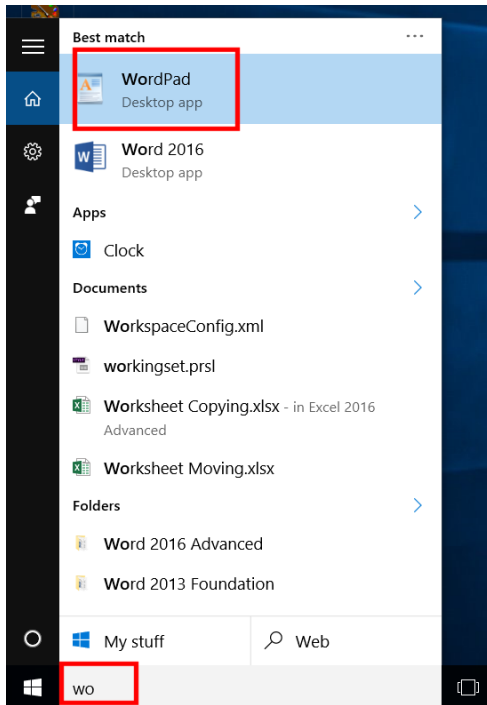 Best match
WordPad
Desktop app
Word 2016
Desktop app
Apps
Clock
Documents
WorkspaceConfig.xml
workingset.prsl
Worksheet Copying.xlsx - in Excel 2016
Advanced
Worksheet Moving.xlsx
Folders
Word 2016 Advanced
Word 2013 Foundation
My stuff
Web
wo